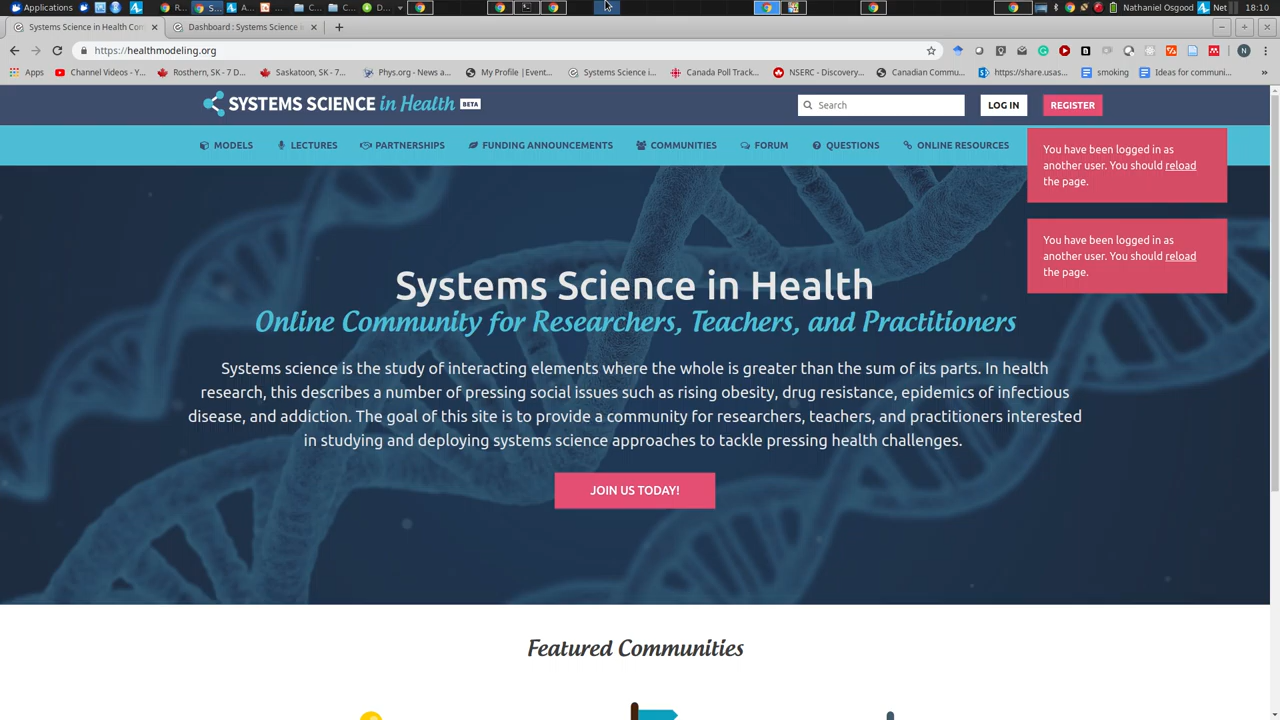 Applications
R...
S...
A...
C...
C...
D...
Nathaniel Osgood
Net
18:10
Systems Science in Health Com
Dashboard : Systems Science in
https://healthmodeling.org
N
Apps
Channel Videos - Y...
Rosthern, SK - 7 D...
Saskatoon, SK - 7...
Phys.org - News a...
My Profile |Event...
Systems Science i...
Canada Poll Track...
NSERC - Discovery...
Canadian Commu...
https://share.usas...
smoking
Ideas for communi...
»
SYSTEMS SCIENCE in Health BETA
Search
LOG IN
REGISTER
MODELS
LECTURES
PARTNERSHIPS
FUNDING ANNOUNCEMENTS
COMMUNITIES
FORUM
QUESTIONS
ONLINE RESOURCES
You have been logged in as
another user. You should reload
the page.
You have been logged in as
another user. You should reload
the page.
Systems Science in Health
Online Community for Researchers, Teachers, and Practitioners
Systems science is the study of interacting elements where the whole is greater than the sum of its parts. In health
research, this describes a number of pressing social issues such as rising obesity, drug resistance, epidemics of infectious
disease, and addiction. The goal of this site is to provide a community for researchers, teachers, and practitioners interested
in studying and deploying systems science approaches to tackle pressing health challenges.
JOIN US TODAY!
Featured Communities